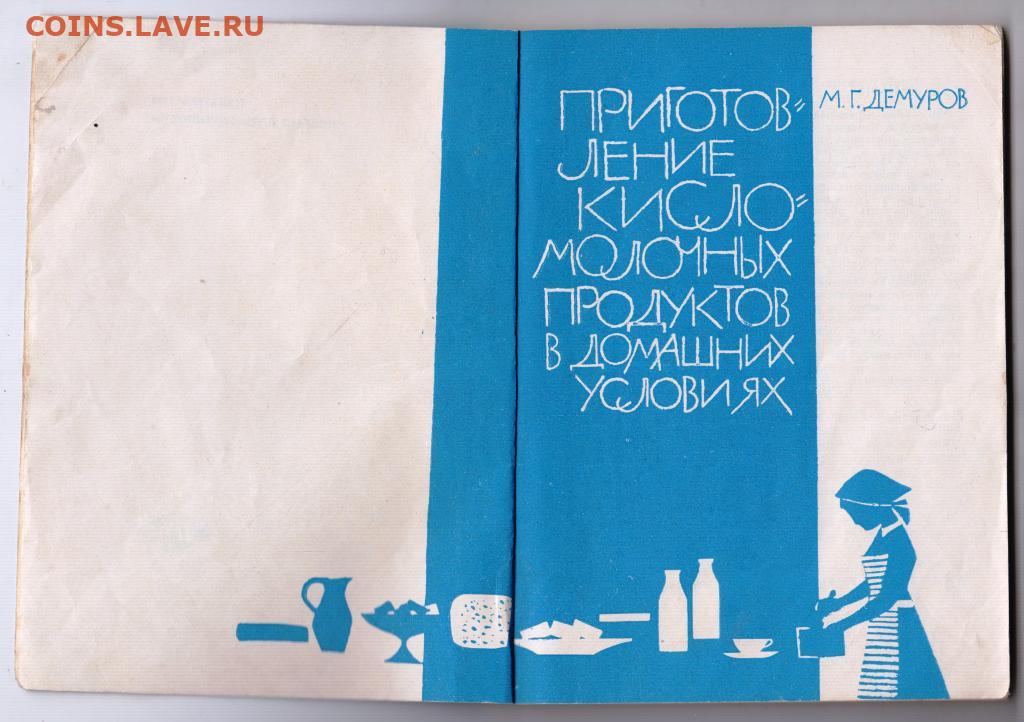 COINS.LAVE.RU
ПРИГОТОВ=
ЛЕНИЕ
КИСЛО=
МОЛОЧНЫХ
ПРОДУКТОВ
В ДОМАШНИХ
УСЛОВИЯХ
М. Г. ДЕМУРОВ